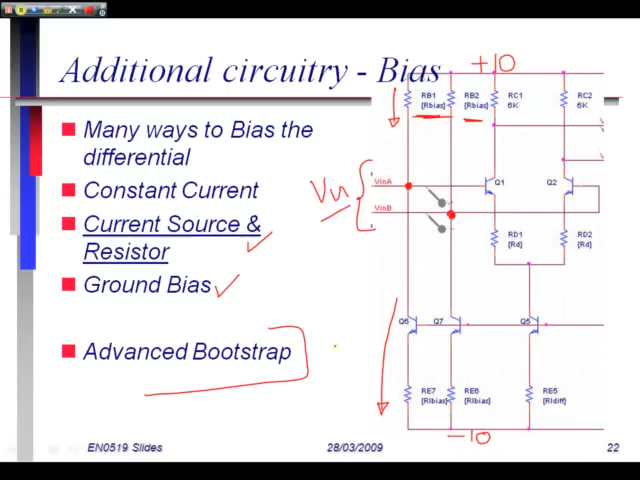 Additional circuitry - Bias
+10
Many ways to Bias the
differential
Constant Current
Current Source &
Resistor
Ground Bias
Advanced Bootstrap
RB1
{Rbias}
RB2
{Rbias}
RC1
6K
RC2
6K
Vin
VinA
VinB
Q1
Q2
RD1
{Rd}
RD2
{Rd}
Q6
Q7
Q5
RE7
{RIbias}
RE6
{RIbias}
RE5
{RIdiff}
-10
EN0519 Slides
28/03/2009
22